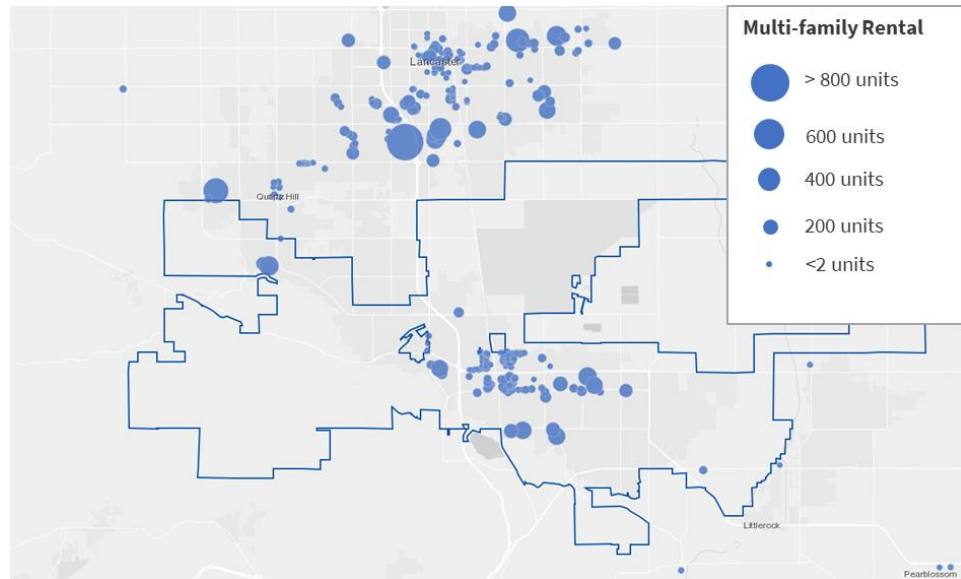 Multi-family Rental
> 800 units
600 units
400 units
200 units
<2 units
Lancaster
Quartz Hill
Littlerock
Pearblossom